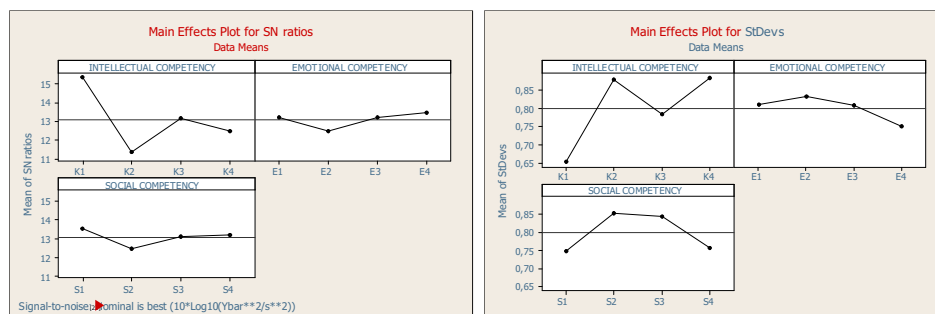 Main Effects Plot for SN ratios
Data Means
INTELLECTUAL COMPETENCY EMOTIONAL COMPETENCY
15
14
13
12
11
K1 K2 K3 K4 E1 E2 E3 E4
SOCIAL COMPETENCY
15
14
13
12
11
S1 S2 S3 S4
Mean of SN ratios
Signal-to-noise: Nominal is best (10*Log10(Ybar**2/s**2))
Main Effects Plot for StDevs
Data Means
INTELLECTUAL COMPETENCY EMOTIONAL COMPETENCY
0,85
0,80
0,75
0,70
0,65
K1 K2 K3 K4 E1 E2 E3 E4
SOCIAL COMPETENCY
0,85
0,80
0,75
0,70
0,65
S1 S2 S3 S4
Mean of StDevs